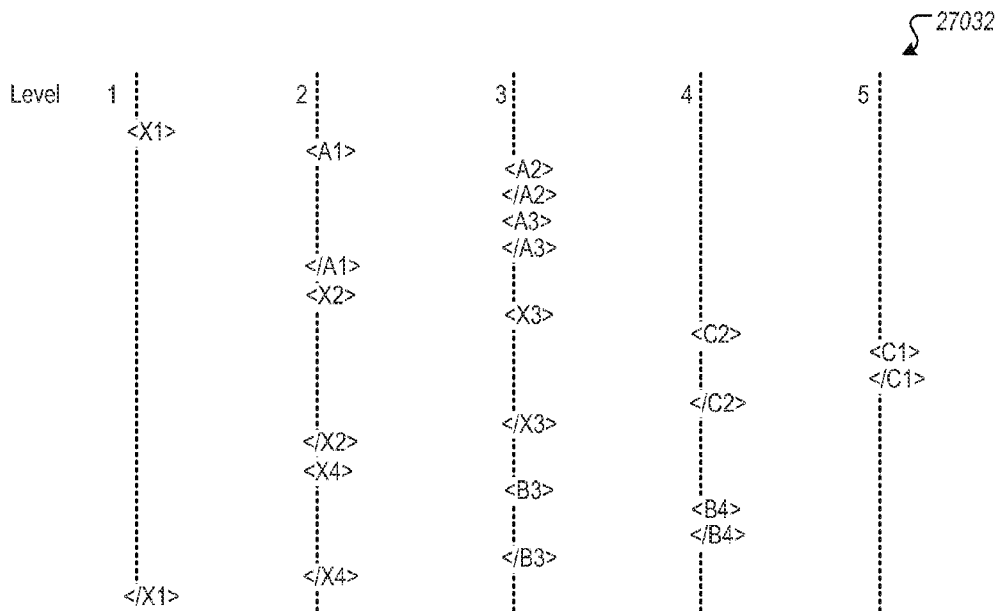 27032
Level 1 2 3 4 5
<X1>
<A1>
<A2>
</A2>
<A3>
</A3>
</A1>
<X2>
<X3>
<C2>
<C1>
</C1>
</C2>
</X3>
</X2>
<X4>
<B3>
<B4>
</B4>
</B3>
</X4>
</X1>